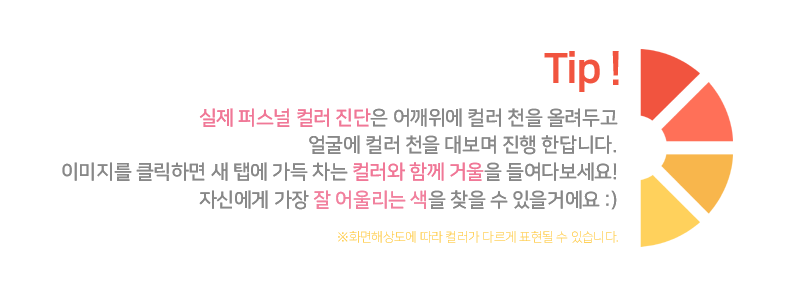 Tip !
실제 퍼스널 컬러 진단은 어깨위에 컬러 천을 올려두고
얼굴에 컬러 천을 대보며 진행 한답니다.
이미지를 클릭하면 새 탭에 가득 차는 컬러와 함께 거울을 들여다보세요!
자신에게 가장 잘 어울리는 색을 찾을 수 있을거에요 :)
※화면해상도에 따라 컬러가 다르게 표현될 수 있습니다.